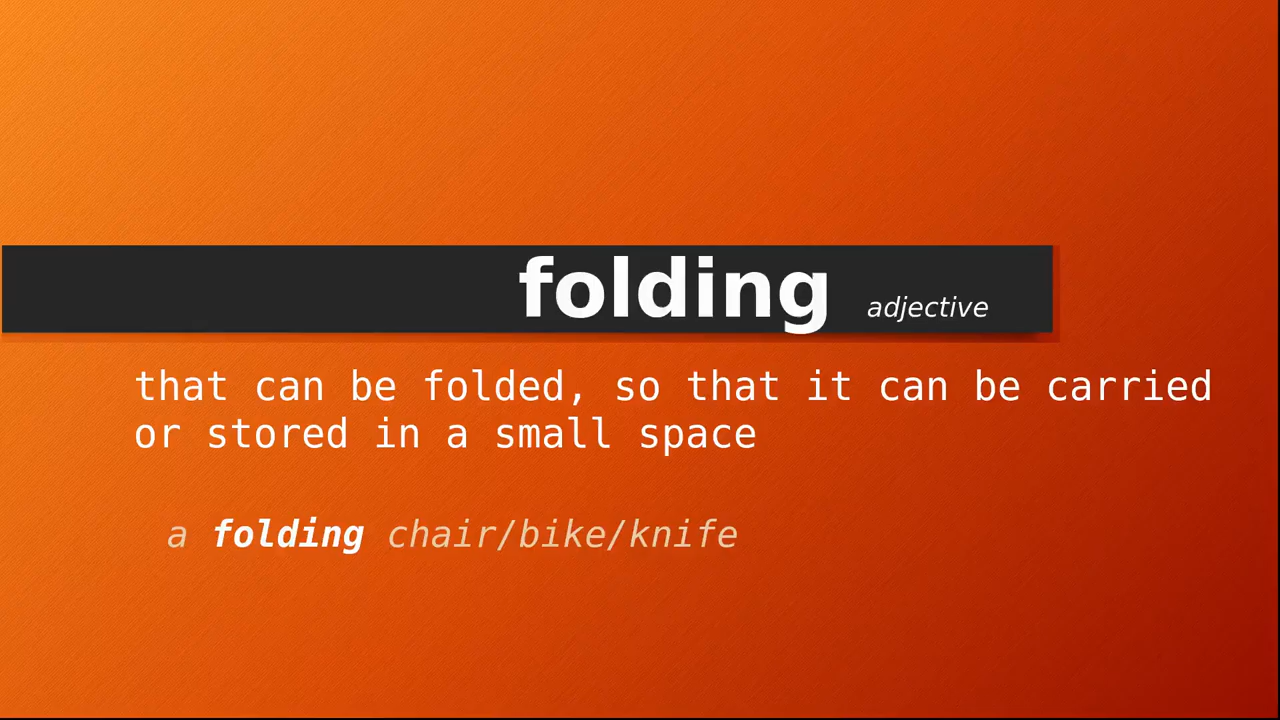 folding adjective
that can be folded, so that it can be carried
or stored in a small space
a folding chair/bike/knife